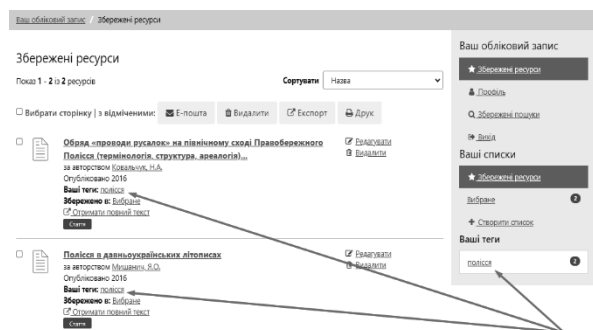 Ваш обліковий запис / Збережені ресурси
Збережені ресурси
Показ 1 - 2 із 2 ресурсів
Сортувати Назва
Вибрати сторінку | з відміченими: Е-пошта Видалити Експорт Друк
Обряд «проводи русалок» на північному сході Правобережного
Полісся (термінологія, структура, ареалогія)...
за авторством Ковальчук, Н.А.
Опубліковано 2016
Ваші теги: полісся
Збережено в: Вибране
Отримати повний текст
Стаття
Редагувати
Видалити
Полісся в давньоукраїнських літописах
за авторством Мищанич, Я.О.
Опубліковано 2016
Ваші теги: полісся
Збережено в: Вибране
Отримати повний текст
Стаття
Редагувати
Видалити
Ваш обліковий запис
Збережені ресурси
Профіль
Збережені пошуки
Вихід
Ваші списки
Збережені ресурси
Вибране 2
Створити список
Ваші теги
полісся 2